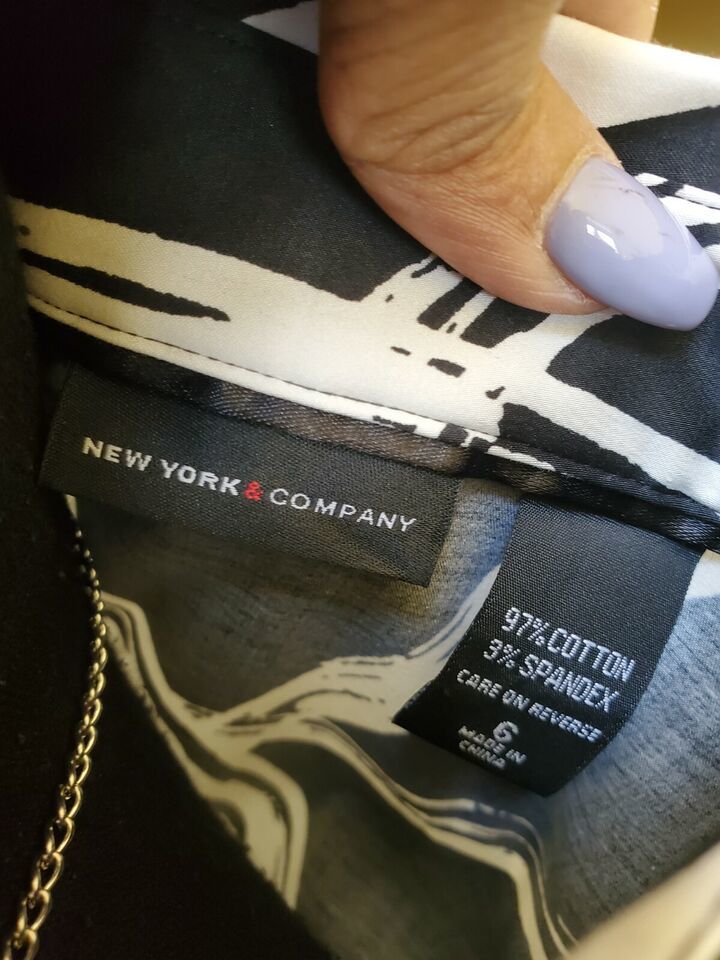 NEW YORK & COMPANY
97% COTTON
3% SPANDEX
CARE ON REVERSE
6
MADE IN
CHINA